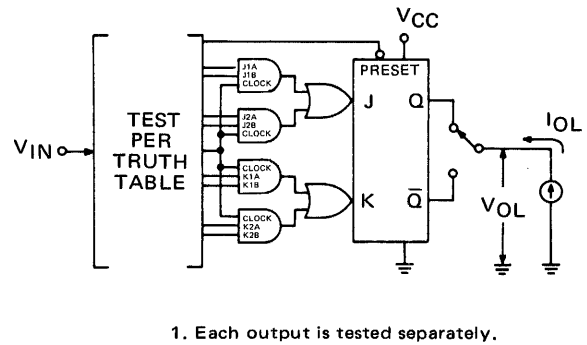 VCC
PRESET
J1A
J1B
CLOCK
J2A
J2B
CLOCK
CLOCK
K1A
K1B
CLOCK
K2A
K2B
VIN
TEST
PER
TRUTH
TABLE
J
Q
K
Q̅
IOL
VOL
1. Each output is tested separately.